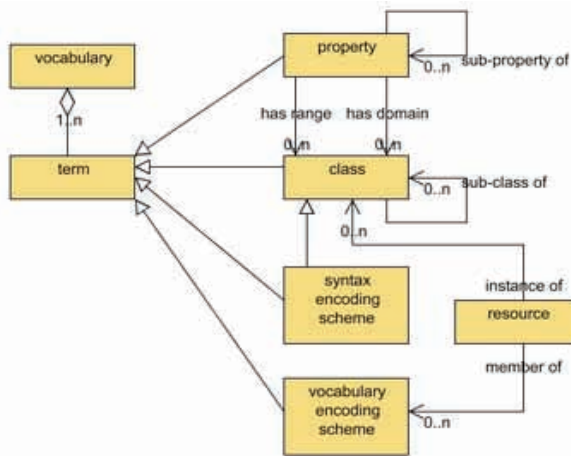 property
vocabulary
0..n
sub-property of
1..n
has range
has domain
0..n
0..n
term
class
0..n
sub-class of
0..n
syntax
encoding
scheme
instance of
resource
member of
vocabulary
encoding
scheme
0..n